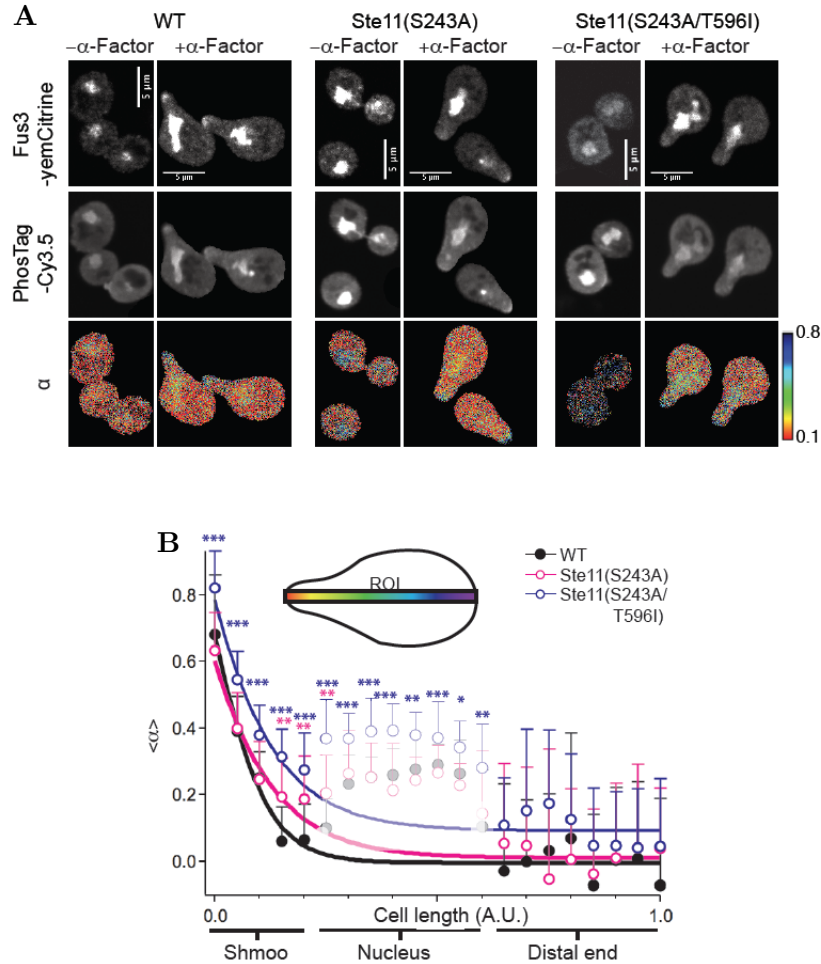 A
WT
Ste11(S243A)
Ste11(S243A/T596I)
−α-Factor
+α-Factor
−α-Factor
+α-Factor
−α-Factor
+α-Factor
Fus3
-yemCitrine
5 μm
5 μm
5 μm
5 μm
5 μm
5 μm
PhosTag
-Cy3.5
α
0.8
0.1
B
WT
Ste11(S243A)
Ste11(S243A/
T596I)
ROI
***
***
***
***
**
***
**
***
**
***
***
***
**
***
*
**
<α>
0.8
0.6
0.4
0.2
0.0
0.0
Cell length (A.U.)
1.0
Shmoo
Nucleus
Distal end